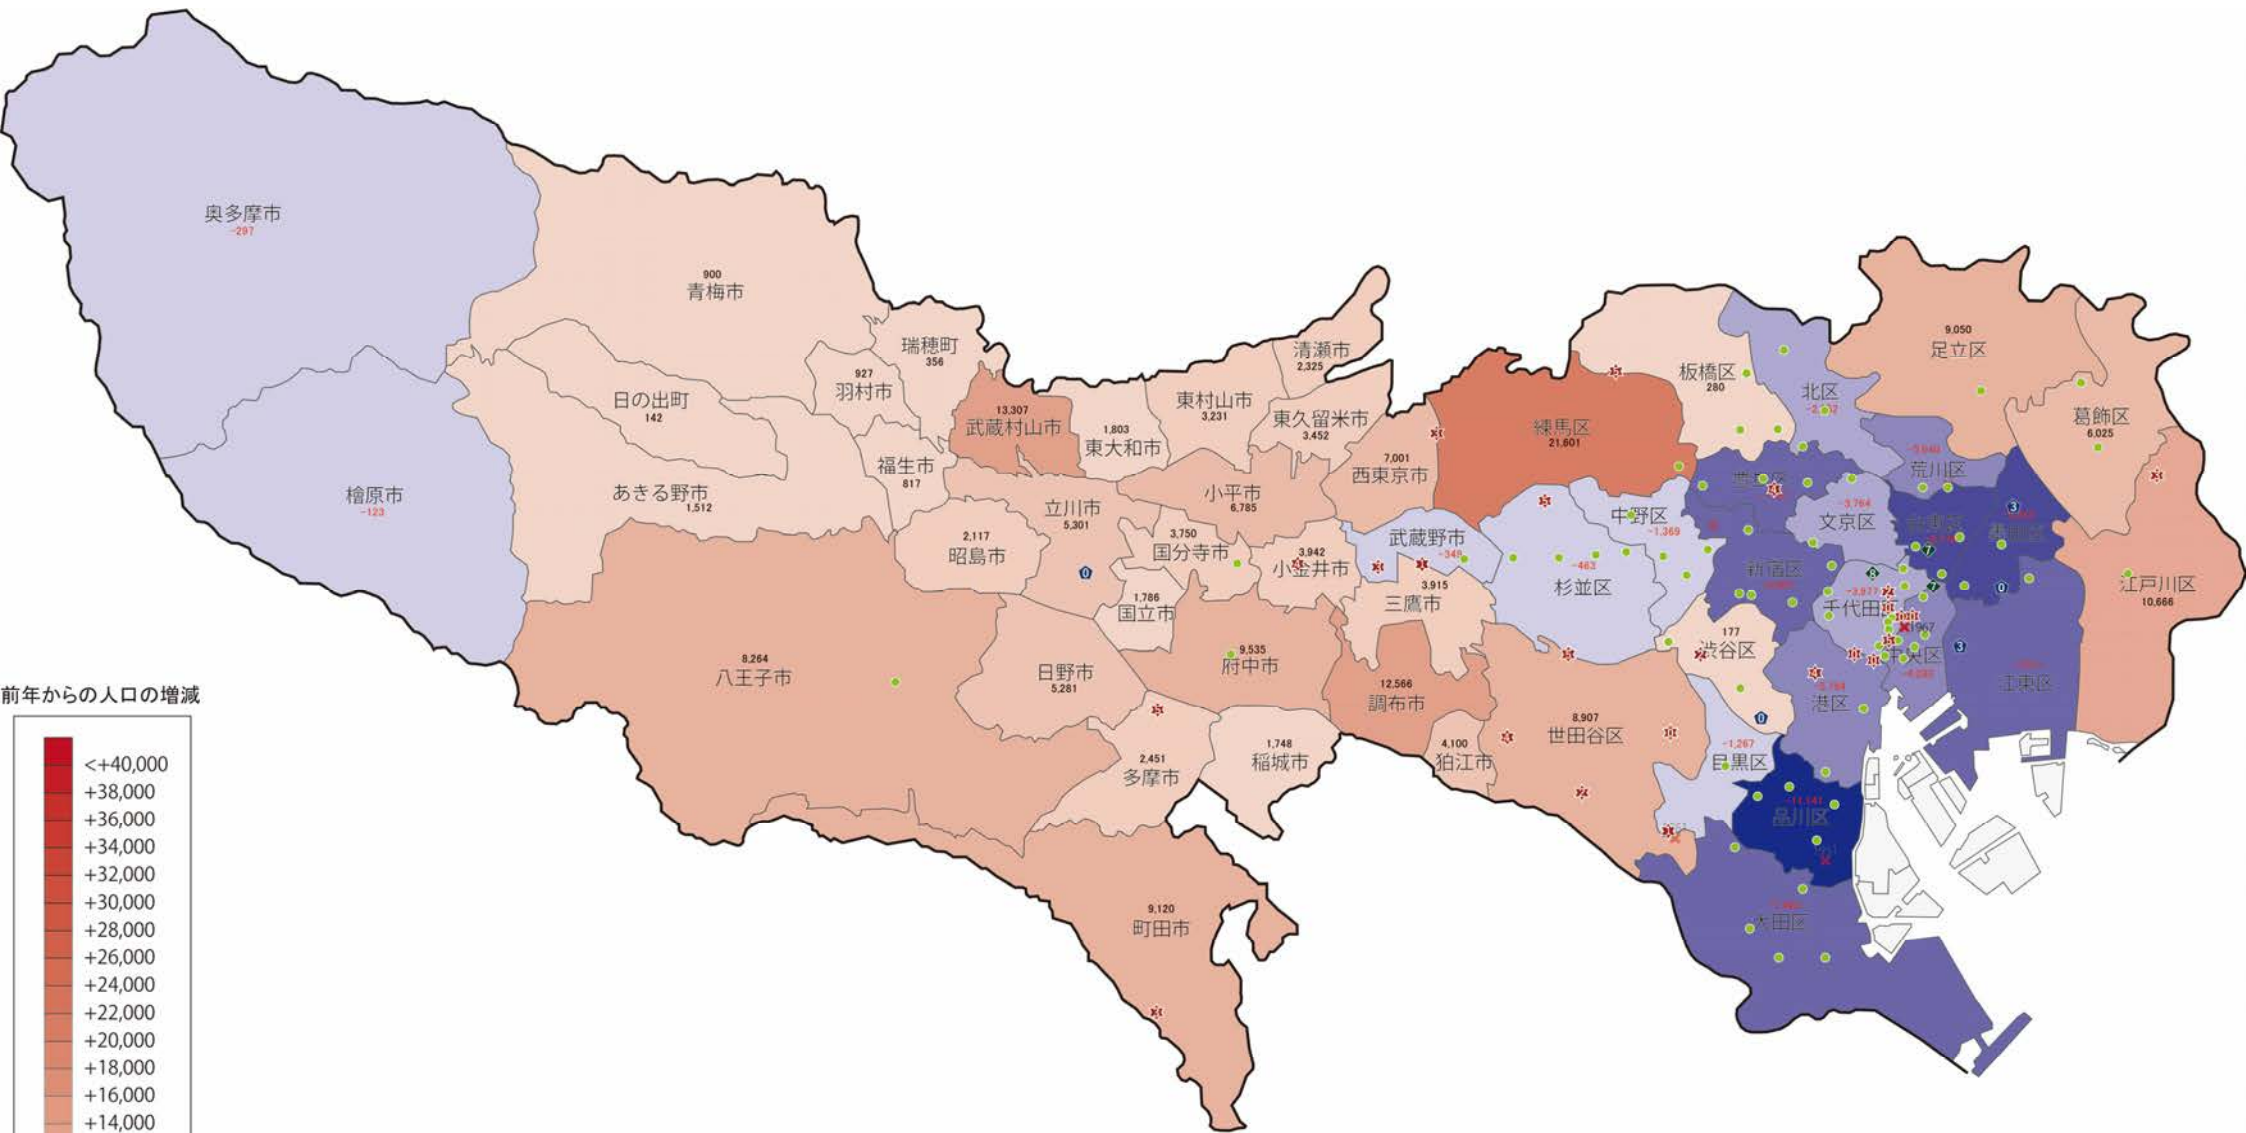 奥多摩市
-297
檜原市
-123
900
青梅市
瑞穂町
356
927
羽村市
日の出町
142
あきる野市
1,512
福生市
817
13,307
武蔵村山市
1,803
東大和市
東村山市
3,231
清瀬市
2,325
東久留米市
3,452
7,001
西東京市
小平市
6,785
立川市
5,301
2,117
昭島市
3,750
国分寺市
3,942
小金井市
1,786
国立市
武蔵野市
3,915
三鷹市
8,264
八王子市
日野市
5,281
9,535
府中市
12,566
調布市
4,100
狛江市
2,451
多摩市
1,748
稲城市
9,120
町田市
練馬区
21,601
板橋区
280
北区
9,050
足立区
葛飾区
6,025
荒川区
-3,764
文京区
中野区
-1,369
-463
杉並区
新宿区
江戸川区
10,666
177
渋谷区
港区
江東区
8,907
世田谷区
-1,267
目黒区
品川区
大田区
前年からの人口の増減
<+40,000
+38,000
+36,000
+34,000
+32,000
+30,000
+28,000
+26,000
+24,000
+22,000
+20,000
+18,000
+16,000
+14,000